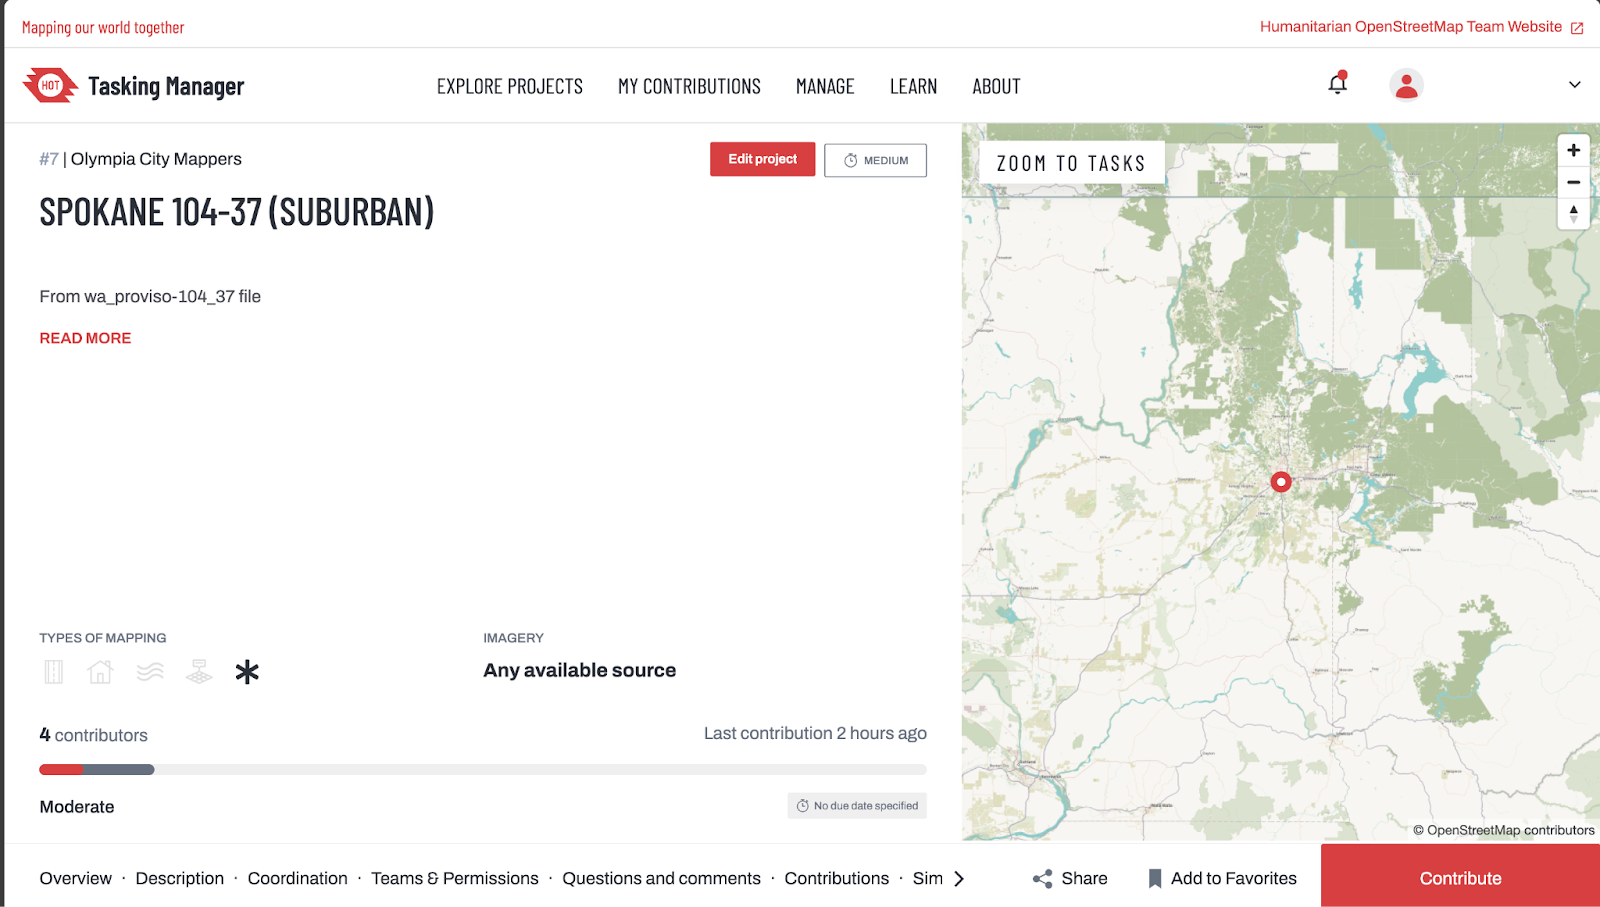 Mapping our world together
Humanitarian OpenStreetMap Team Website
HOT
Tasking Manager
EXPLORE PROJECTS
MY CONTRIBUTIONS
MANAGE
LEARN
ABOUT
#7 | Olympia City Mappers
Edit project
MEDIUM
SPOKANE 104-37 (SUBURBAN)
From wa_proviso-104_37 file
READ MORE
TYPES OF MAPPING
IMAGERY
Any available source
4 contributors
Last contribution 2 hours ago
Moderate
No due date specified
ZOOM TO TASKS
© OpenStreetMap contributors
Overview · Description · Coordination · Teams & Permissions · Questions and comments · Contributions · Sim
Share
Add to Favorites
Contribute